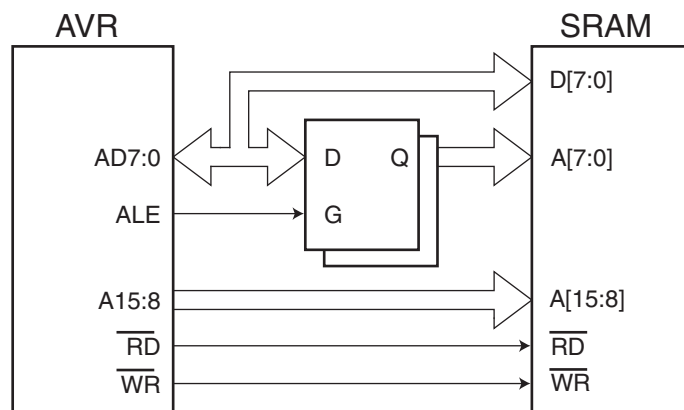 AVR
SRAM
D[7:0]
AD7:0
D
Q
A[7:0]
ALE
G
A15:8
A[15:8]
RD
RD
WR
WR